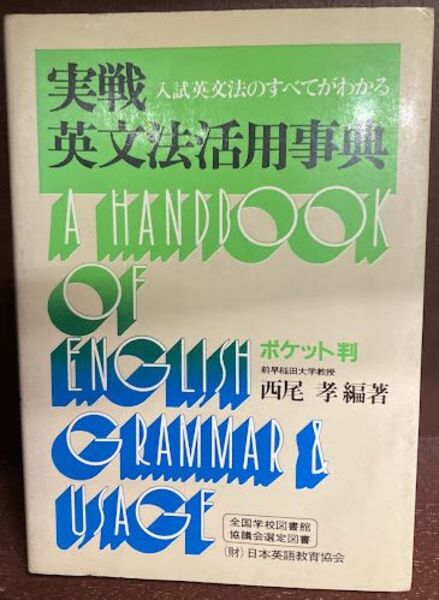 実戦 入試英文法のすべてがわかる
英文法活用事典
A HANDBOOK
OF
ENGLISH
GRAMMAR &
USAGE
ポケット判
前早稲田大学教授
西尾 孝編著
全国学校図書館
協議会選定図書
(財)日本英語教育協会